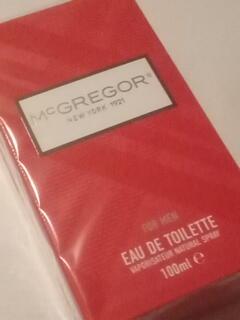 McGREGOR®
NEW YORK 1921
FOR MEN
EAU DE TOILETTE
VAPORISATEUR NATURAL SPRAY
100ml ℮